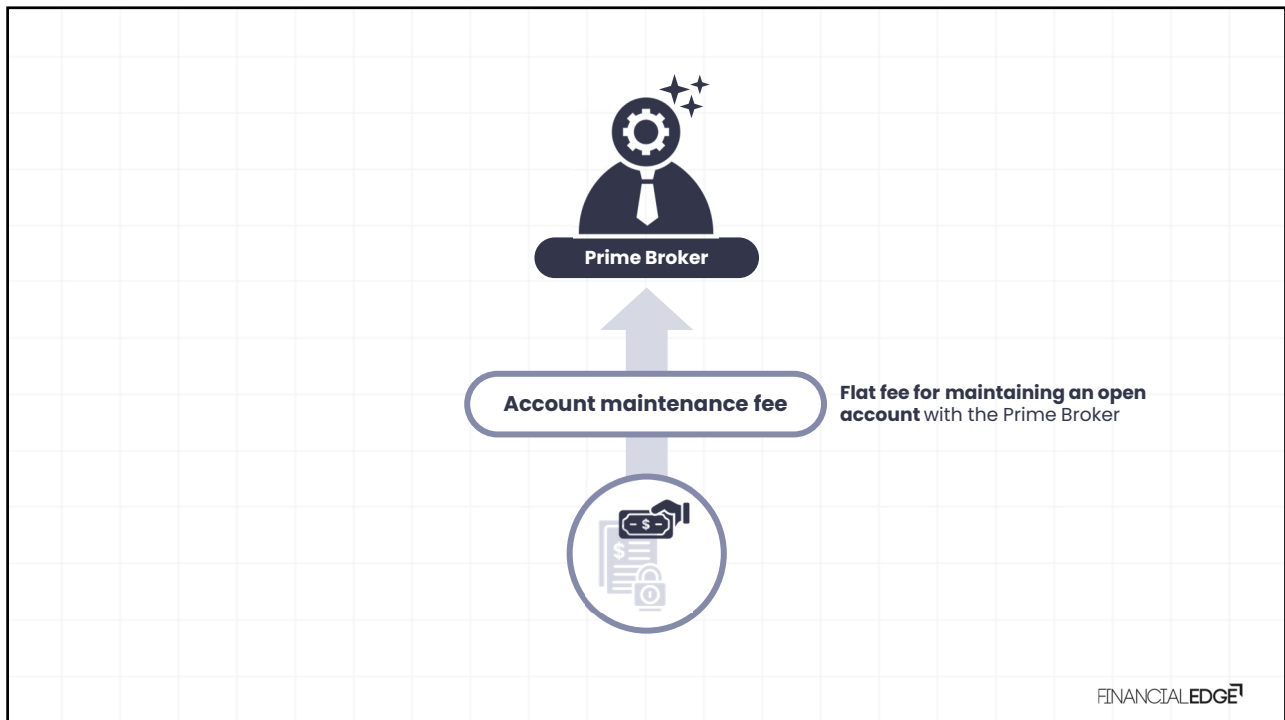 Prime Broker
Account maintenance fee
Flat fee for maintaining an open
account with the Prime Broker
$
$
FINANCIALEDGE